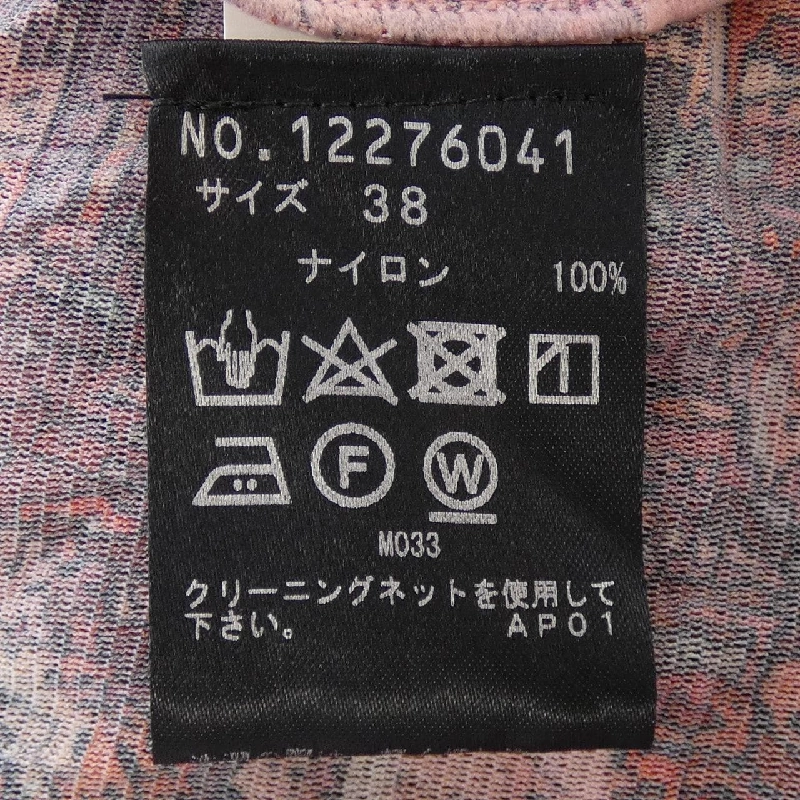 NO.12276041
サイズ 38
ナイロン 100%
F W
M033
クリーニングネットを使用して
下さい。 AP01